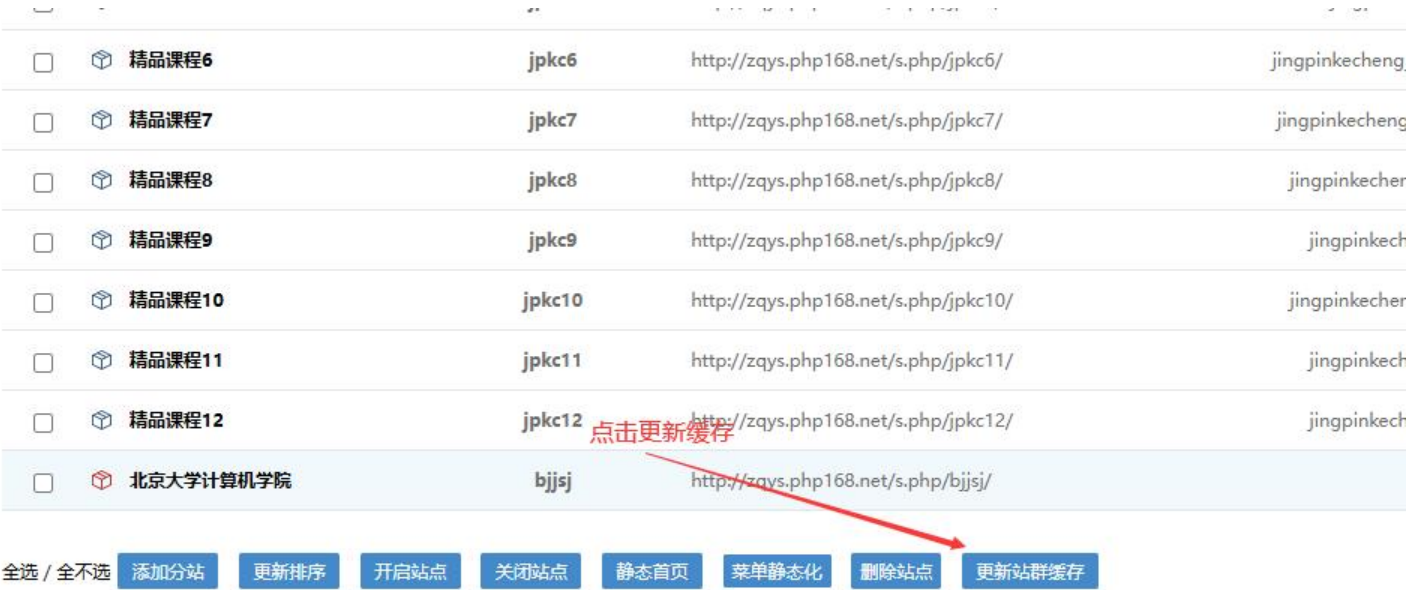 精品课程6 jpkc6 http://zqys.php168.net/s.php/jpkc6/ jingpinkecheng
精品课程7 jpkc7 http://zqys.php168.net/s.php/jpkc7/ jingpinkecheng
精品课程8 jpkc8 http://zqys.php168.net/s.php/jpkc8/ jingpinkecher
精品课程9 jpkc9 http://zqys.php168.net/s.php/jpkc9/ jingpinkech
精品课程10 jpkc10 http://zqys.php168.net/s.php/jpkc10/ jingpinkecher
精品课程11 jpkc11 http://zqys.php168.net/s.php/jpkc11/ jingpinkech
精品课程12 jpkc12 http://zqys.php168.net/s.php/jpkc12/ jingpinkech
点击更新缓存
北京大学计算机学院 bjjsj http://zqys.php168.net/s.php/bjjsj/
全选 / 全不选 添加分站 更新排序 开启站点 关闭站点 静态首页 菜单静态化 删除站点 更新站群缓存